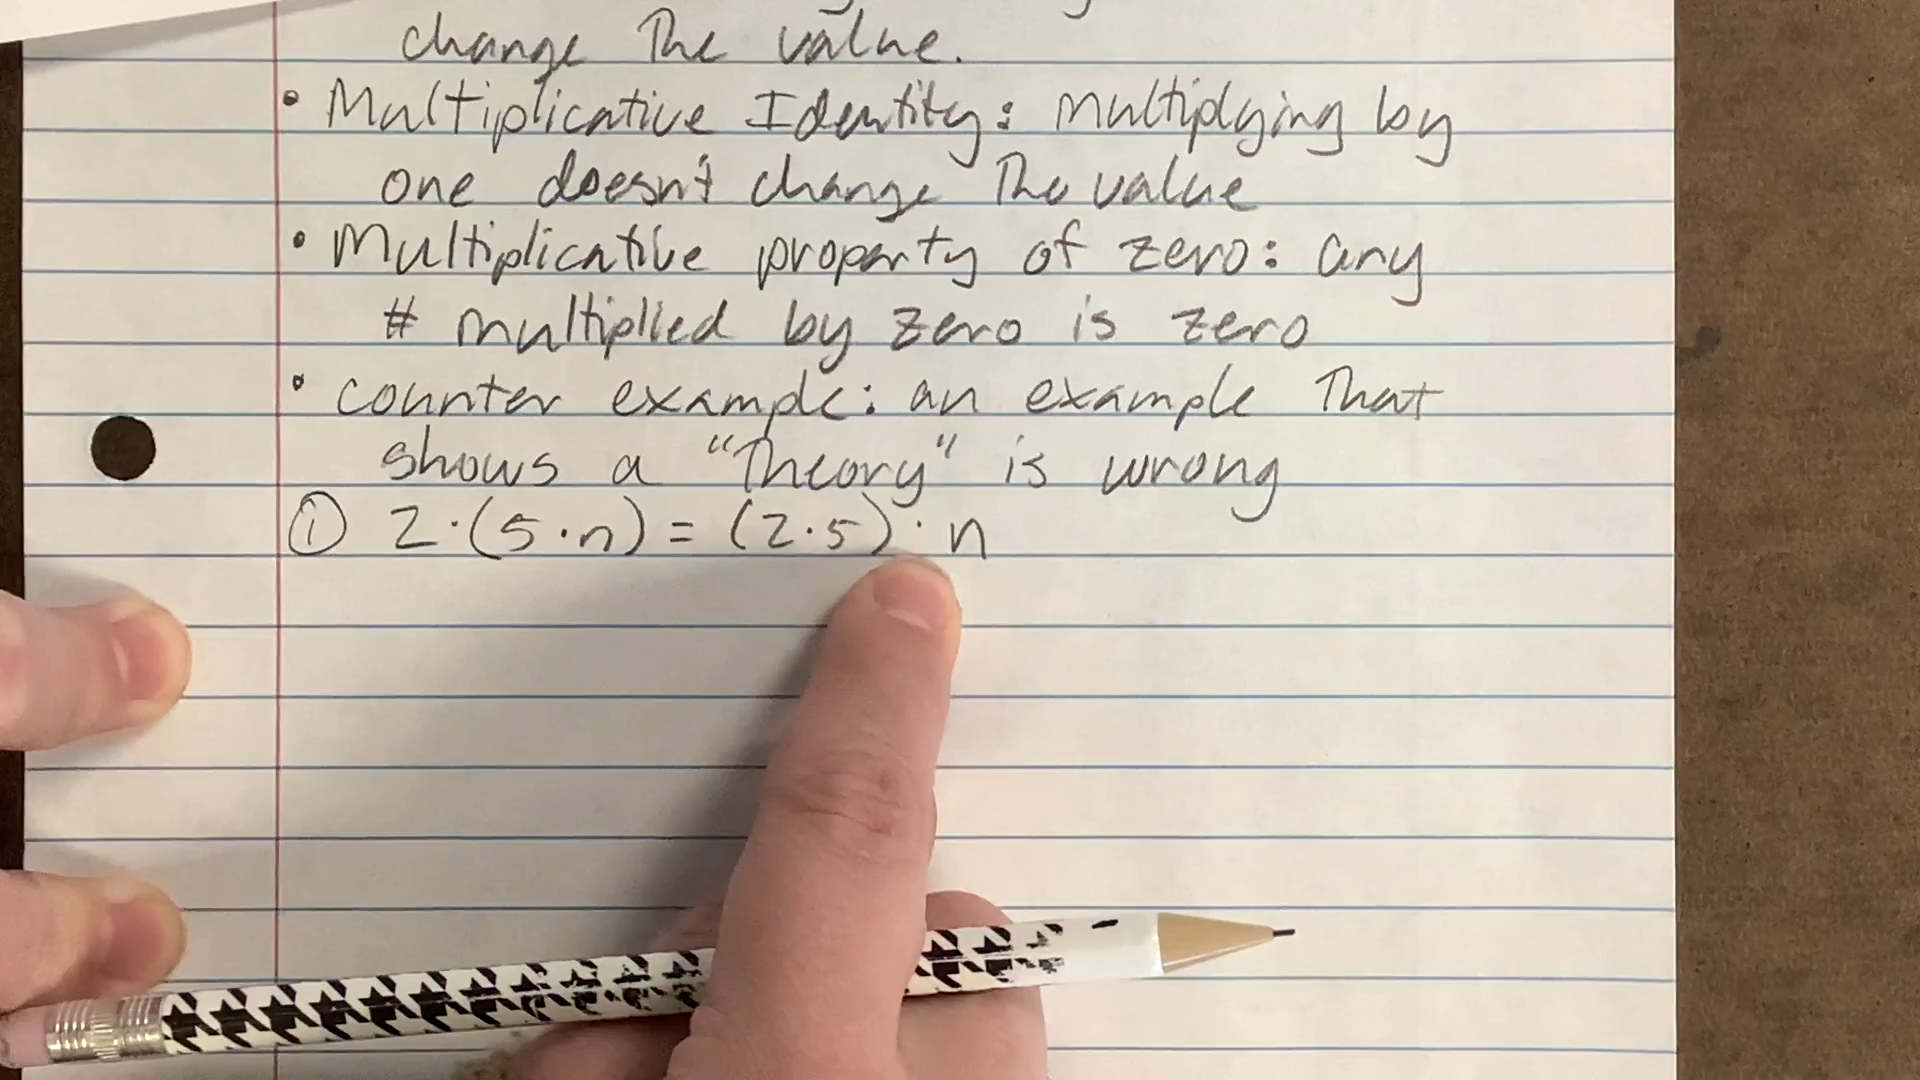 change The value.
• Multiplicative Identity: Multiplying by
one doesn't change The value
• Multiplicative property of zero: any
# multiplied by zero is zero
• counter example: an example That
shows a "Theory" is wrong
① 2·(5·n) = (2·5)·n